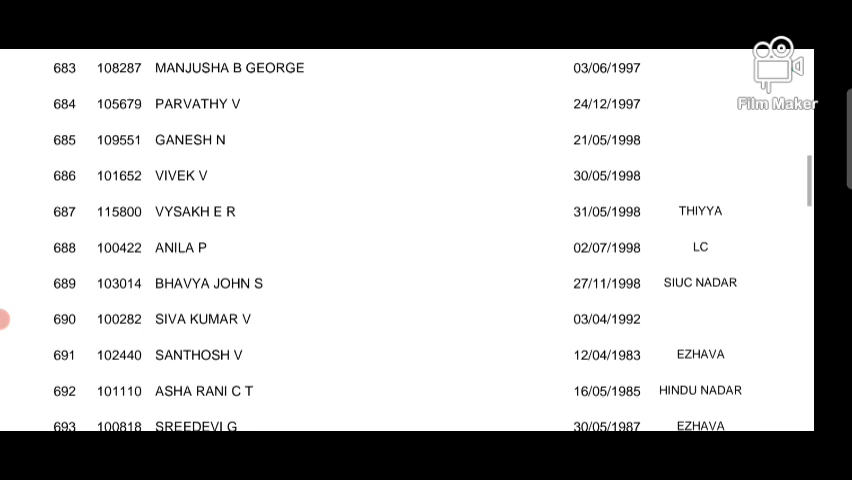 683 108287 MANJUSHA B GEORGE 03/06/1997
684 105679 PARVATHY V 24/12/1997
685 109551 GANESH N 21/05/1998
686 101652 VIVEK V 30/05/1998
687 115800 VYSAKH E R 31/05/1998 THIYYA
688 100422 ANILA P 02/07/1998 LC
689 103014 BHAVYA JOHN S 27/11/1998 SIUC NADAR
690 100282 SIVA KUMAR V 03/04/1992
691 102440 SANTHOSH V 12/04/1983 EZHAVA
692 101110 ASHA RANI C T 16/05/1985 HINDU NADAR
693 100818 SREEDEVI G 30/05/1987 EZHAVA
Film Maker